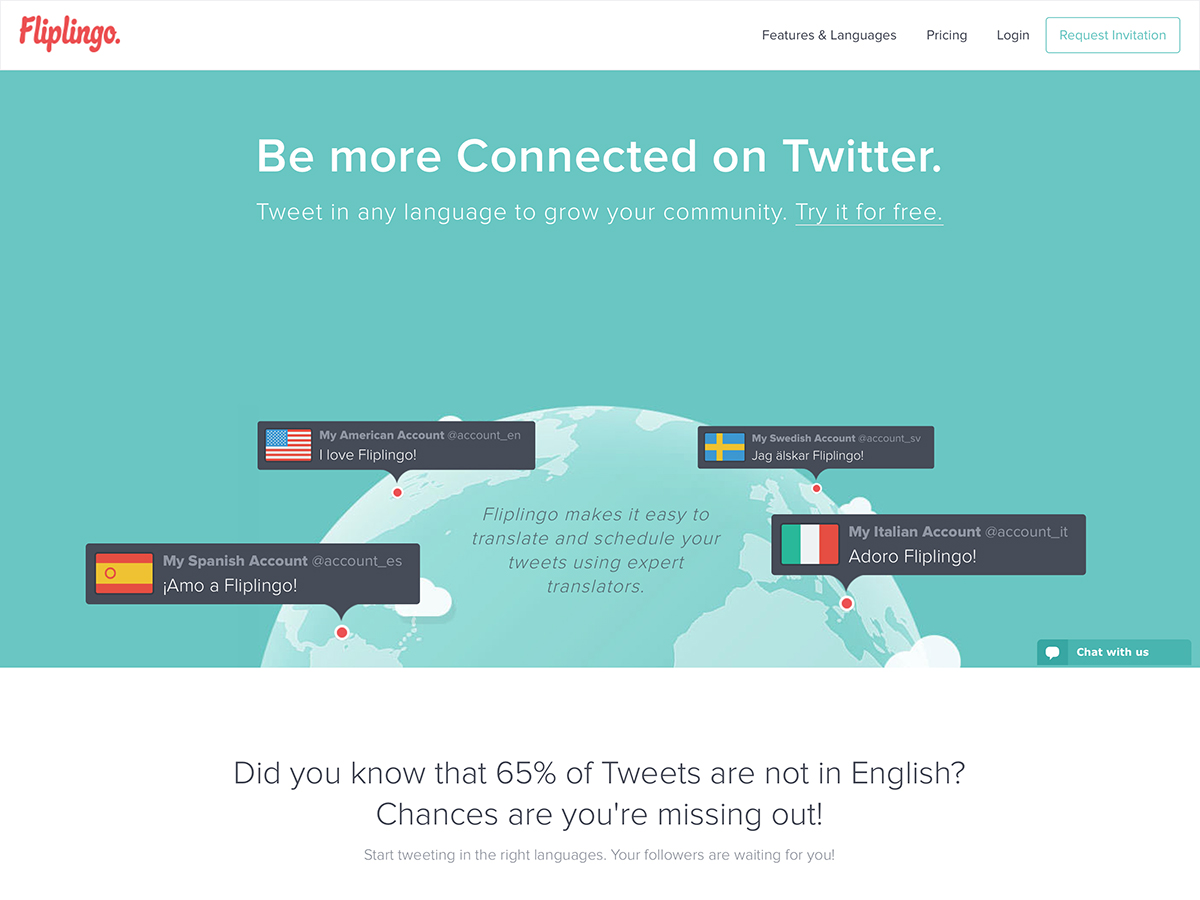 Fliplingo.
Features & Languages
Pricing
Login
Request Invitation
Be more Connected on Twitter.
Tweet in any language to grow your community. Try it for free.
My American Account @account_en
I love Fliplingo!
My Swedish Account @account_sv
Jag älskar Fliplingo!
Fliplingo makes it easy to
translate and schedule your
tweets using expert
translators.
My Italian Account @account_it
Adoro Fliplingo!
My Spanish Account @account_es
¡Amo a Fliplingo!
Chat with us
Did you know that 65% of Tweets are not in English?
Chances are you're missing out!
Start tweeting in the right languages. Your followers are waiting for you!